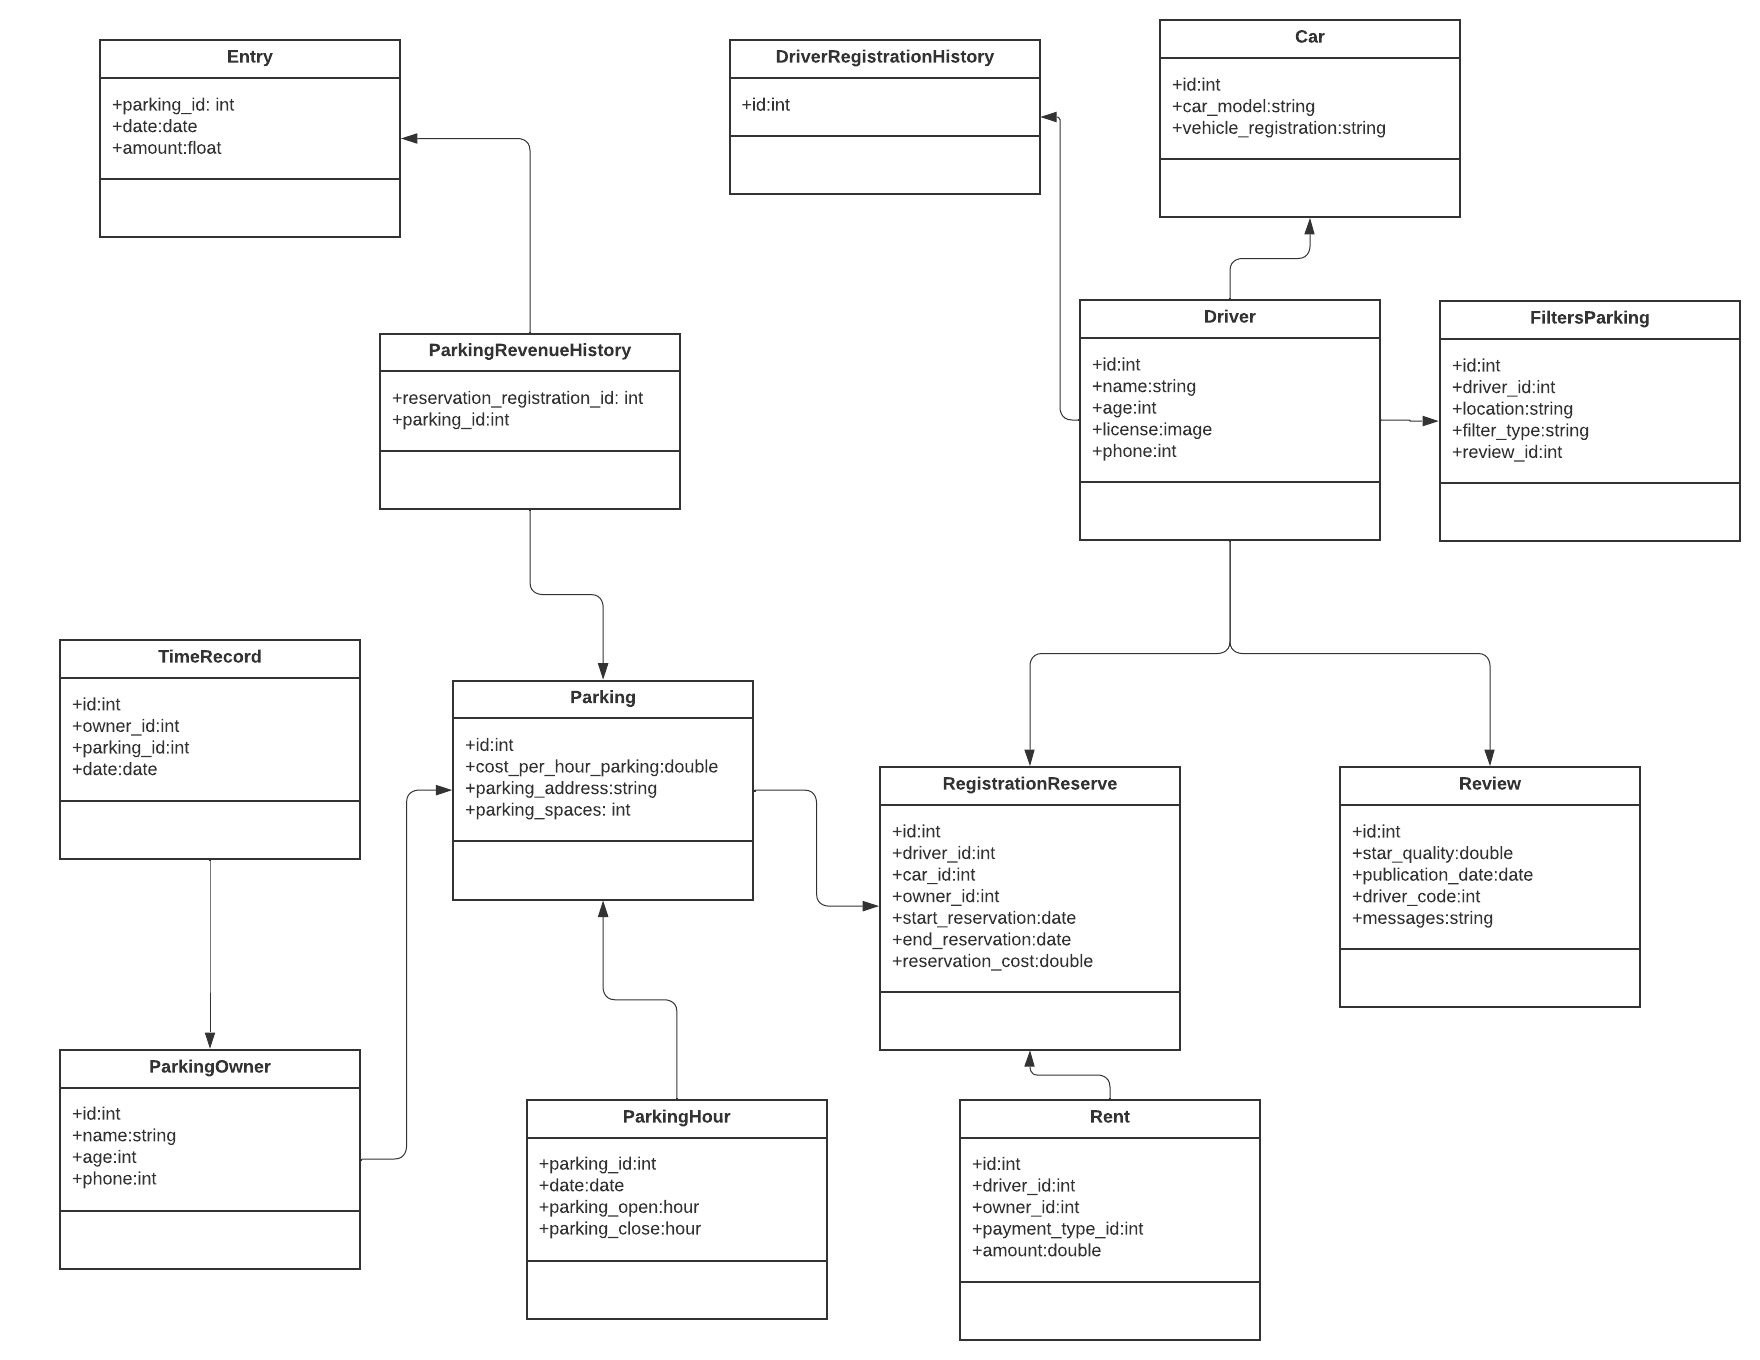 Entry
+parking_id: int
+date:date
+amount:float
DriverRegistrationHistory
+id:int
Car
+id:int
+car_model:string
+vehicle_registration:string
ParkingRevenueHistory
+reservation_registration_id: int
+parking_id:int
Driver
+id:int
+name:string
+age:int
+license:image
+phone:int
FiltersParking
+id:int
+driver_id:int
+location:string
+filter_type:string
+review_id:int
TimeRecord
+id:int
+owner_id:int
+parking_id:int
+date:date
Parking
+id:int
+cost_per_hour_parking:double
+parking_address:string
+parking_spaces: int
RegistrationReserve
+id:int
+driver_id:int
+car_id:int
+owner_id:int
+start_reservation:date
+end_reservation:date
+reservation_cost:double
Review
+id:int
+star_quality:double
+publication_date:date
+driver_code:int
+messages:string
ParkingOwner
+id:int
+name:string
+age:int
+phone:int
ParkingHour
+parking_id:int
+date:date
+parking_open:hour
+parking_close:hour
Rent
+id:int
+driver_id:int
+owner_id:int
+payment_type_id:int
+amount:double